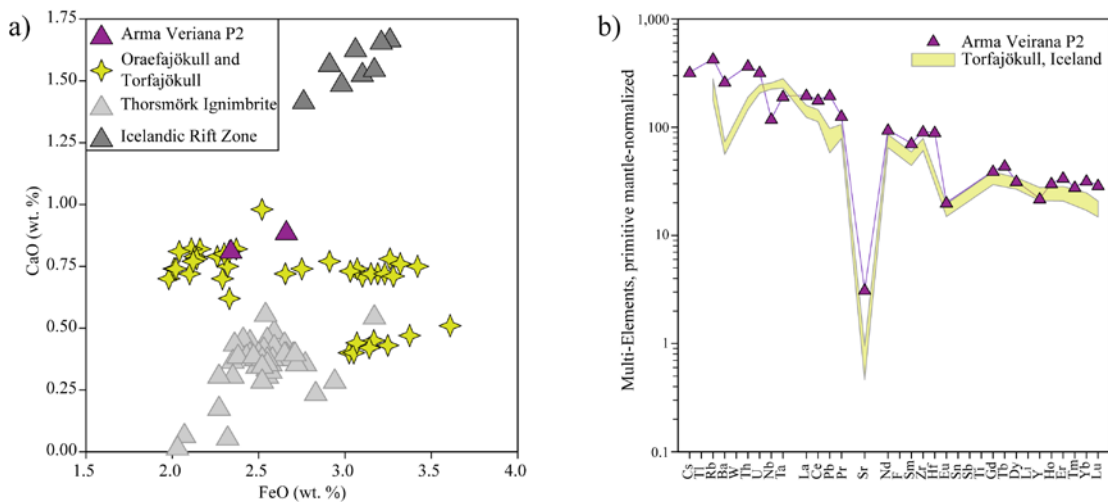 a)
1.75
1.50
1.25
1.00
0.75
0.50
0.25
0.00
CaO (wt. %)
1.5
2.0
2.5
3.0
3.5
4.0
FeO (wt. %)
Arma Veriana P2
Oraefajökull and
Torfajökull
Thorsmörk Ignimbrite
Icelandic Rift Zone
b)
1,000
100
10
1
0.1
Multi-Elements, primitive mantle-normalized
Arma Veirana P2
Torfajökull, Iceland
Cs
Tl
Rb
Ba
W
Th
U
Nb
Ta
La
Ce
Pb
Pr
Sr
Nd
F
Sm
Zr
Hf
Eu
Sn
Sb
Ti
Gd
Tb
Dy
Li
Y
Ho
Er
Tm
Yb
Lu